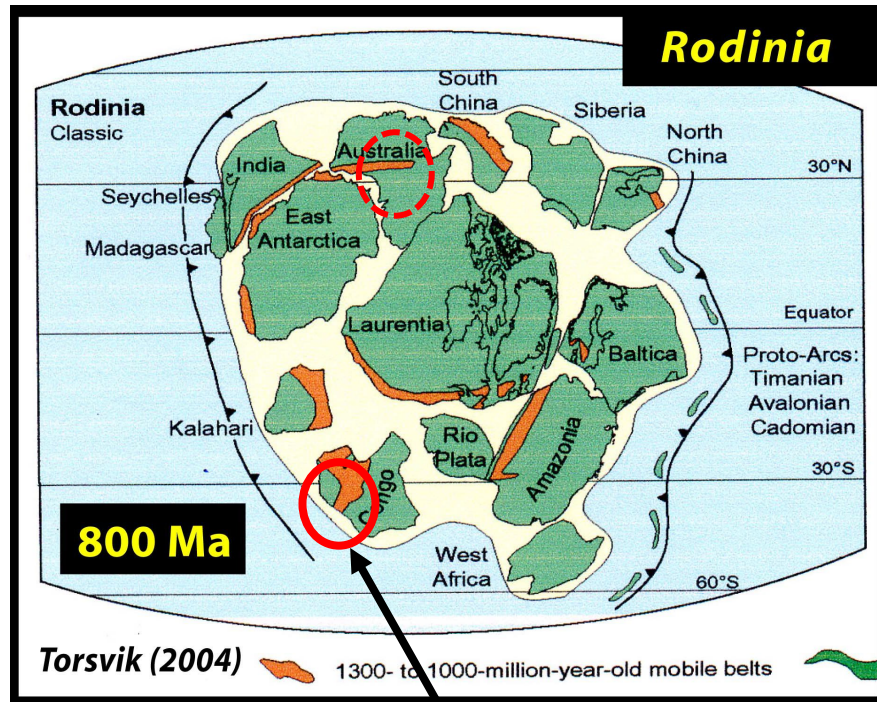 Rodinia
Rodinia
Classic
South
China
Siberia
North
China
Australia
India
30°N
Seychelles
East
Antarctica
Madagascar
Equator
Laurentia
Baltica
Proto-Arcs:
Timanian
Avalonian
Cadomian
Kalahari
Rio
Plata
Amazonia
30°S
Congo
800 Ma
West
Africa
60°S
Torsvik (2004)
1300- to 1000-million-year-old mobile belts